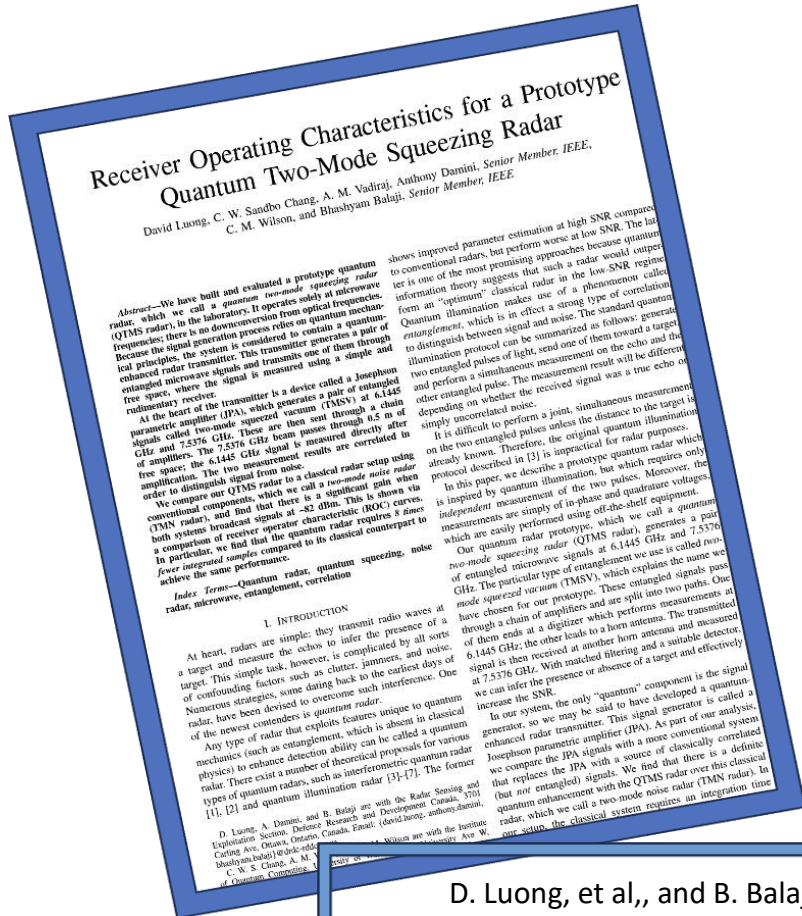 Receiver Operating Characteristics for a Prototype
Quantum Two-Mode Squeezing Radar
David Luong, C. W. Sandbo Chang, A. M. Vadiraj, Anthony Damini, Senior Member, IEEE,
C. M. Wilson, and Bhashyam Balaji, Senior Member, IEEE
Abstract—We have built and evaluated a prototype quantum
radar, which we call a quantum two-mode squeezing radar
(QTMS radar), in the laboratory. It operates solely at microwave
frequencies; there is no downconversion from optical frequencies.
Because the signal generation process relies on quantum mechan-
ical principles, the system is considered to contain a quantum-
enhanced radar transmitter. This transmitter generates a pair of
entangled microwave signals and transmits one of them through
free space, where the signal is measured using a simple and
rudimentary receiver.
At the heart of the transmitter is a device called a Josephson
parametric amplifier (JPA), which generates a pair of entangled
signals called two-mode squeezed vacuum (TMSV) at 6.1445
GHz and 7.5376 GHz. These are then sent through a chain
of amplifiers. The 7.5376 GHz beam passes through 0.5 m of
free space; the 6.1445 GHz signal is measured directly after
amplification. The two measurement results are correlated in
order to distinguish signal from noise.
We compare our QTMS radar to a classical radar setup using
conventional components, which we call a two-mode noise radar
(TMN radar), and find that there is a significant gain when
both systems broadcast signals at −82 dBm. This is shown via
a comparison of receiver operator characteristic (ROC) curves.
In particular, we find that the quantum radar requires 8 times
fewer integrated samples compared to its classical counterpart to
achieve the same performance.
Index Terms—Quantum radar, quantum squeezing, noise
radar, microwave, entanglement, correlation
I. INTRODUCTION
At heart, radars are simple: they transmit radio waves at
a target and measure the echos to infer the presence of a
target. This simple task, however, is complicated by all sorts
of confounding factors such as clutter, jammers, and noise.
Numerous strategies, some dating back to the earliest days of
radar, have been devised to overcome such interference. One
of the newest contenders is quantum radar.
Any type of radar that exploits features unique to quantum
mechanics (such as entanglement, which is absent in classical
physics) to enhance detection ability can be called a quantum
radar. There exist a number of theoretical proposals for various
types of quantum radars, such as interferometric quantum radar
[1], [2] and quantum illumination radar [3]–[7]. The former
D. Luong, A. Damini, and B. Balaji are with the Radar Sensing and
Exploitation Section, Defence Research and Development Canada, 3701
Carling Ave, Ottawa, Ontario, Canada. Email: {david.luong, anthony.damini,
C. W. S. Chang, A. M. Wilson are with the Institute
of Quantum Computing, University of University Ave W,
shows improved parameter estimation at high SNR compared
to conventional radars, but perform worse at low SNR. The lat-
ter is one of the most promising approaches because quantum
information theory suggests that such a radar would outper-
form an “optimum” classical radar in the low-SNR regime.
Quantum illumination makes use of a phenomenon called
entanglement, which is in effect a strong type of correlation
to distinguish between signal and noise. The standard quantum
illumination protocol can be summarized as follows: generate
two entangled pulses of light, send one of them toward a target,
and perform a simultaneous measurement on the echo and the
other entangled pulse. The measurement result will be different
depending on whether the received signal was a true echo or
simply uncorrelated noise.
It is difficult to perform a joint, simultaneous measurement
on the two entangled pulses unless the distance to the target is
already known. Therefore, the original quantum illumination
protocol described in [3] is impractical for radar purposes.
In this paper, we describe a prototype quantum radar which
is inspired by quantum illumination, but which requires only
independent measurement of the two pulses. Moreover, the
measurements are simply of in-phase and quadrature voltages,
which are easily performed using off-the-shelf equipment.
Our quantum radar prototype, which we call a quantum
two-mode squeezing radar (QTMS radar), generates a pair
of entangled microwave signals at 6.1445 GHz and 7.5376
GHz. The particular type of entanglement we use is called two-
mode squeezed vacuum (TMSV), which explains the name we
have chosen for our prototype. These entangled signals pass
through a chain of amplifiers and are split into two paths. One
of them ends at a digitizer which performs measurements at
6.1445 GHz; the other leads to a horn antenna. The transmitted
signal is then received at another horn antenna and measured
at 7.5376 GHz. With matched filtering and a suitable detector,
we can infer the presence or absence of a target and effectively
increase the SNR.
In our system, the only “quantum” component is the signal
generator, so we may be said to have developed a quantum-
enhanced radar transmitter. This signal generator is called a
Josephson parametric amplifier (JPA). As part of our analysis,
we compare the JPA signals with a more conventional system
that replaces the JPA with a source of classically correlated
(but not entangled) signals. We find that there is a definite
quantum enhancement with the QTMS radar over this classical
radar, which we call a two-mode noise radar (TMN radar). In
our setup, the classical system requires an integration time
D. Luong, et al,, and B. Balaj